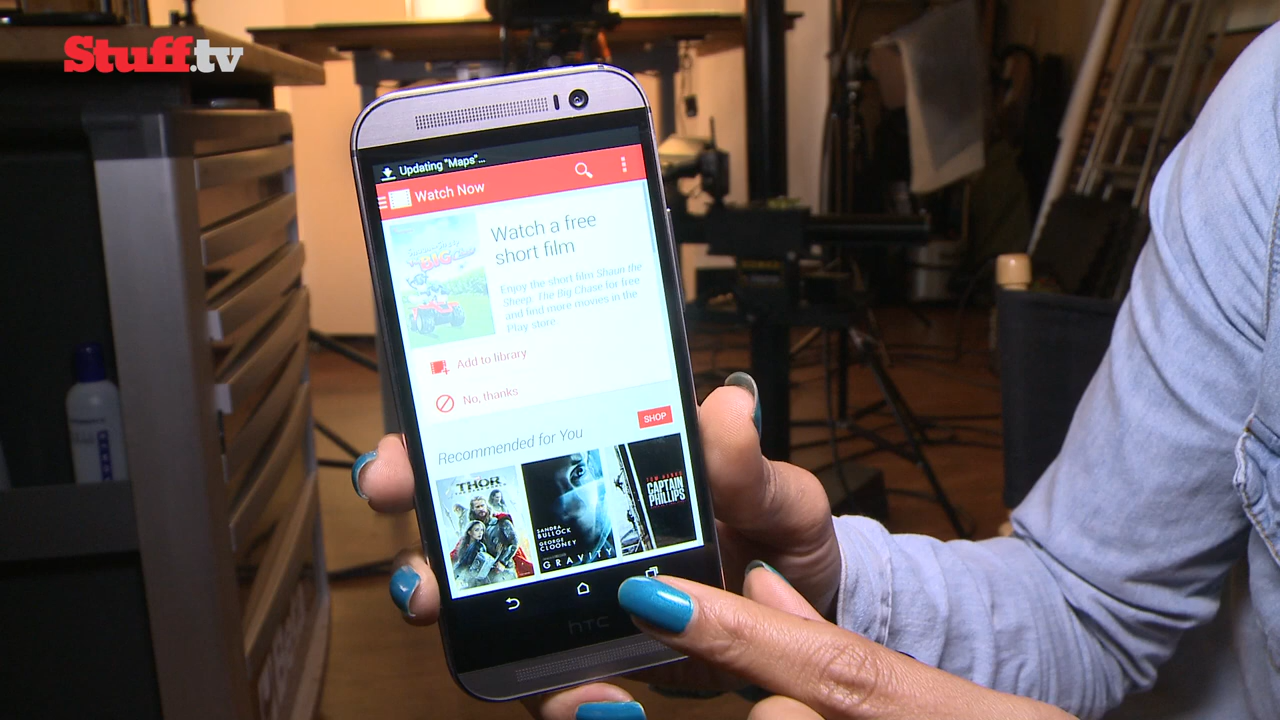 Stuff.tv
Updating "Maps"...
Watch Now
Watch a free
short film
Enjoy the short film Shaun the
Sheep, The Big Chase for free
and find more movies in the
Play store
Add to library
No, thanks
SHOP
Recommended for You
THOR
SANDRA
BULLOCK
GEORGE
CLOONEY
GRAVITY
TOM HANKS
CAPTAIN
PHILLIPS
hTC